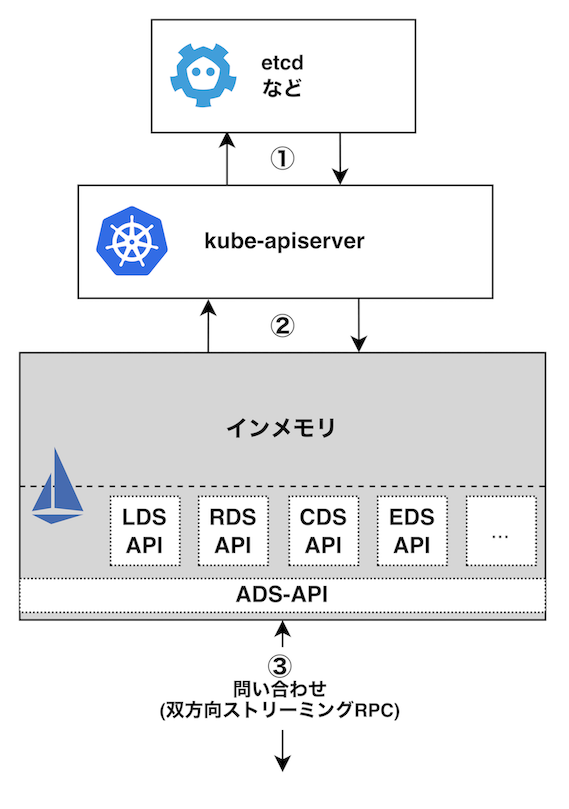 etcd
など
①
kube-apiserver
②
インメモリ
LDS
API
RDS
API
CDS
API
EDS
API
...
ADS-API
③
問い合わせ
(双方向ストリーミングRPC)